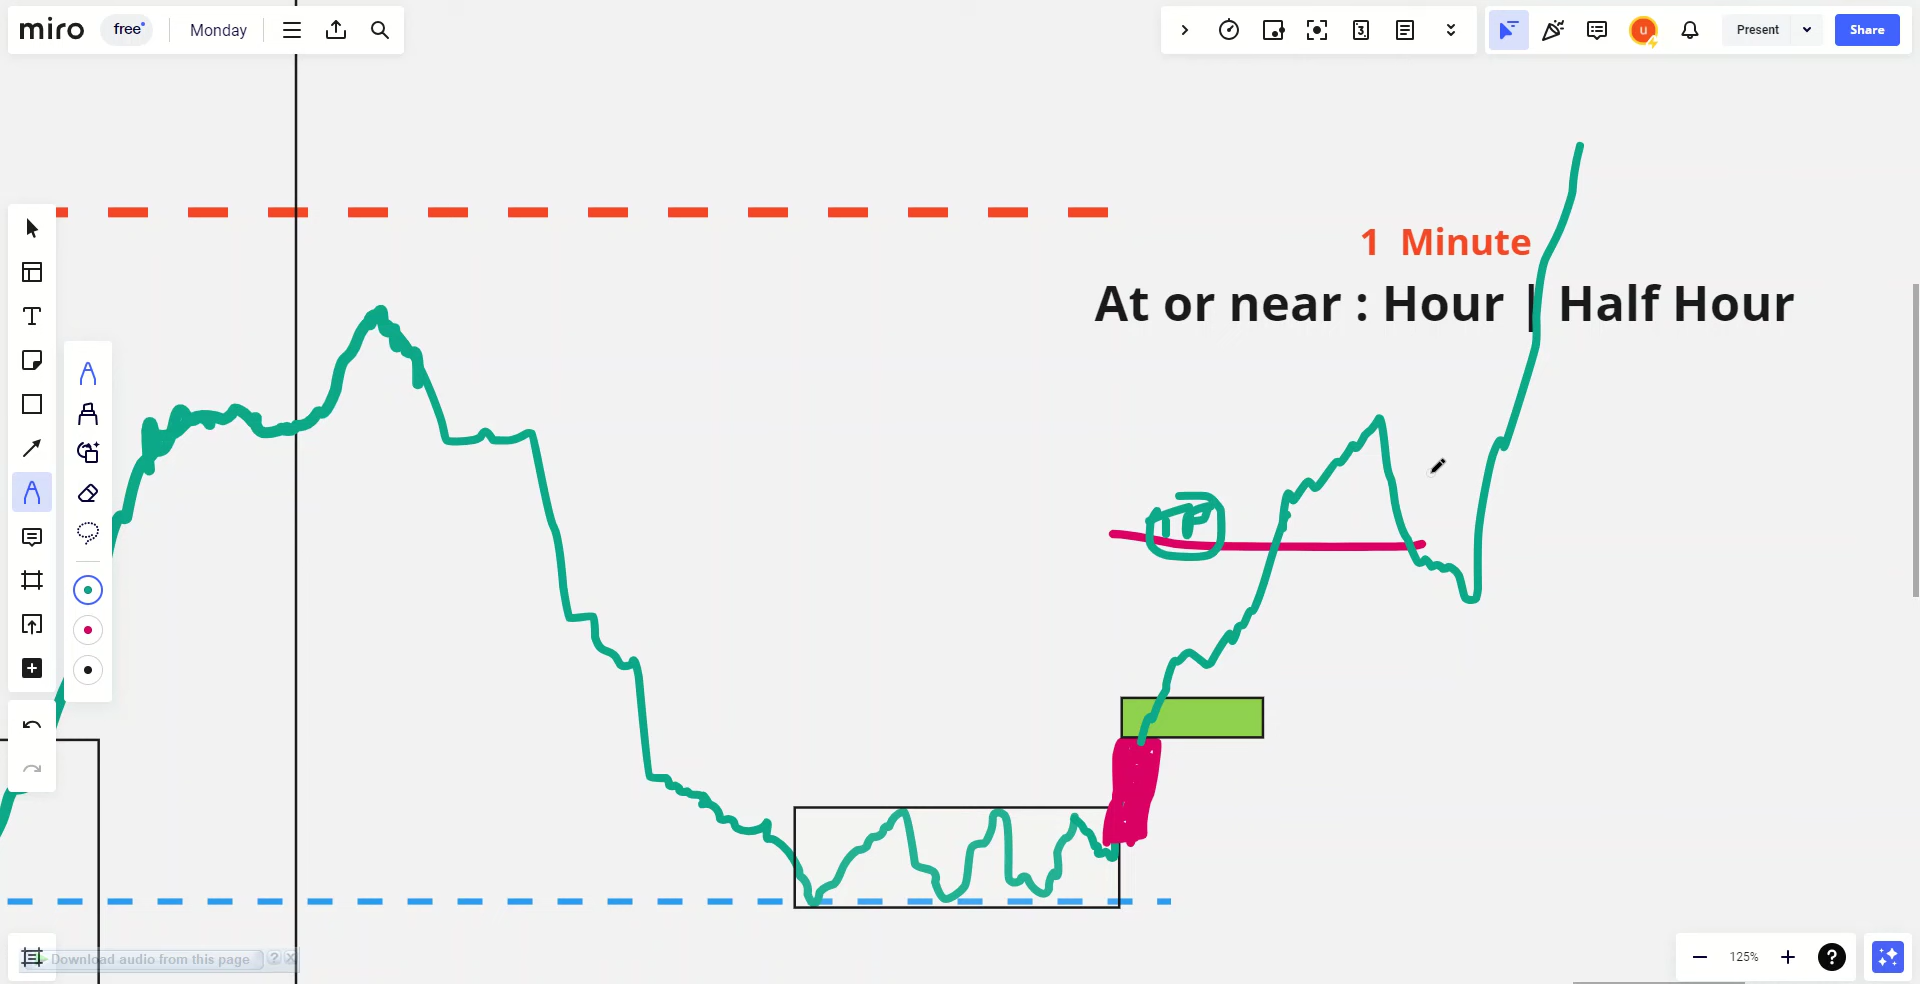 miro free Monday
Present Share
1 Minute
At or near : Hour | Half Hour
TP
Download audio from this page ? X
125% ?